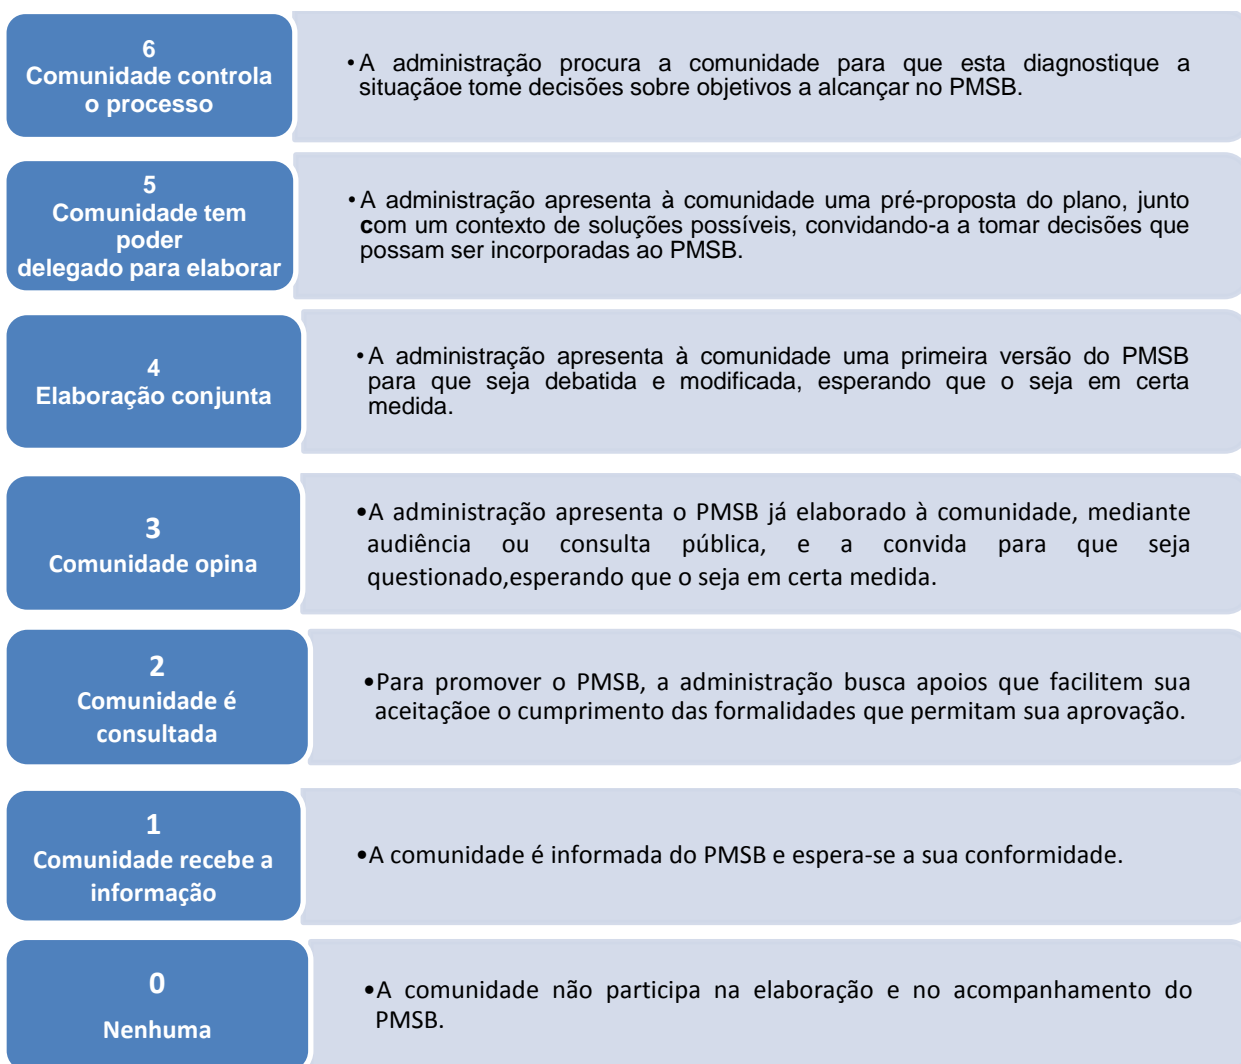 6
Comunidade controla
o processo
• A administração procura a comunidade para que esta diagnostique a
situaçãoe tome decisões sobre objetivos a alcançar no PMSB.
5
Comunidade tem
poder
delegado para elaborar
• A administração apresenta à comunidade uma pré-proposta do plano, junto
com um contexto de soluções possíveis, convidando-a a tomar decisões que
possam ser incorporadas ao PMSB.
4
Elaboração conjunta
• A administração apresenta à comunidade uma primeira versão do PMSB
para que seja debatida e modificada, esperando que o seja em certa
medida.
3
Comunidade opina
•A administração apresenta o PMSB já elaborado à comunidade, mediante
audiência ou consulta pública, e a convida para que seja
questionado,esperando que o seja em certa medida.
2
Comunidade é
consultada
•Para promover o PMSB, a administração busca apoios que facilitem sua
aceitaçãoe o cumprimento das formalidades que permitam sua aprovação.
1
Comunidade recebe a
informação
•A comunidade é informada do PMSB e espera-se a sua conformidade.
0
Nenhuma
•A comunidade não participa na elaboração e no acompanhamento do
PMSB.